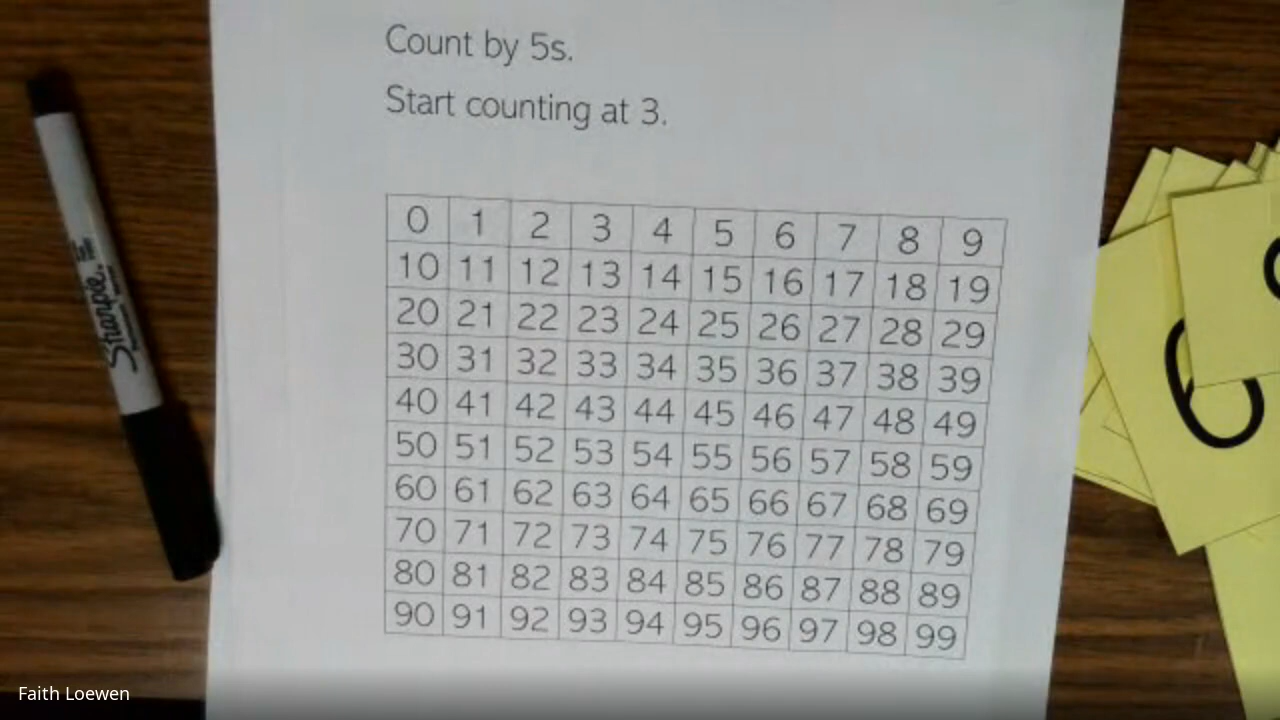 Count by 5s.
Start counting at 3.
0 1 2 3 4 5 6 7 8 9
10 11 12 13 14 15 16 17 18 19
20 21 22 23 24 25 26 27 28 29
30 31 32 33 34 35 36 37 38 39
40 41 42 43 44 45 46 47 48 49
50 51 52 53 54 55 56 57 58 59
60 61 62 63 64 65 66 67 68 69
70 71 72 73 74 75 76 77 78 79
80 81 82 83 84 85 86 87 88 89
90 91 92 93 94 95 96 97 98 99
Sharpie.
Faith Loewen